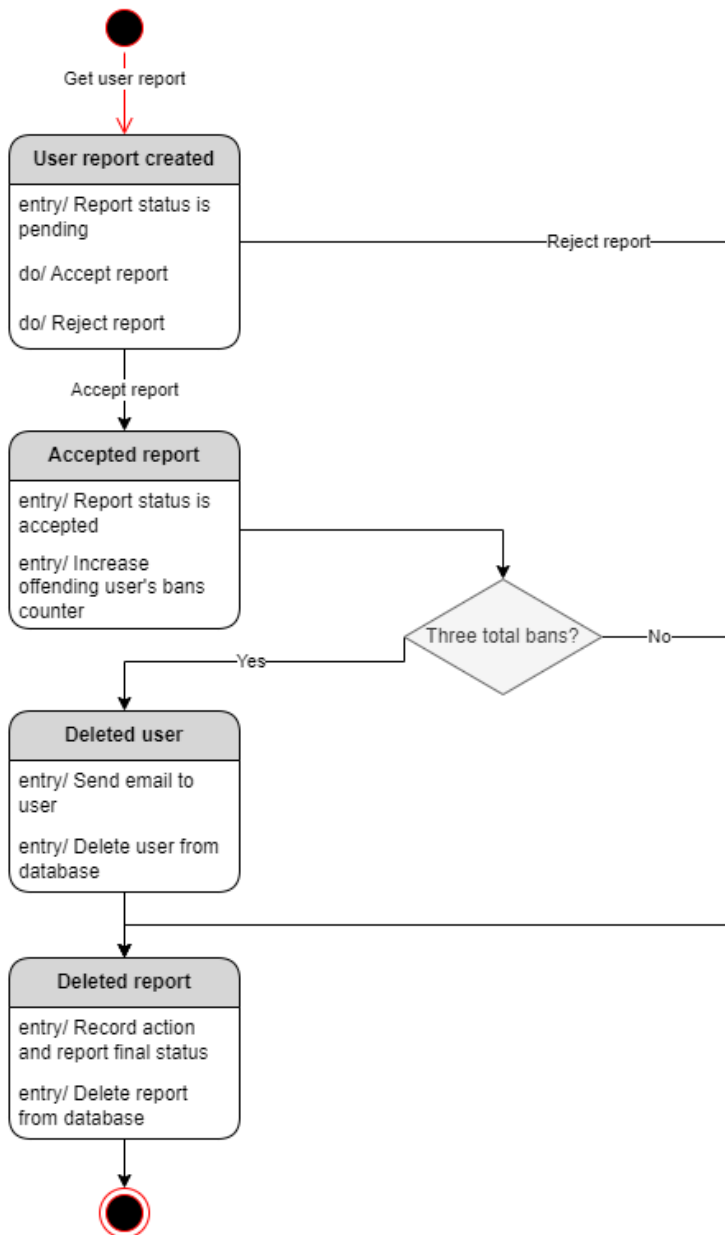 Get user report
User report created
entry/ Report status is
pending
do/ Accept report
do/ Reject report
Reject report
Accept report
Accepted report
entry/ Report status is
accepted
entry/ Increase
offending user's bans
counter
Three total bans?
No
Yes
Deleted user
entry/ Send email to
user
entry/ Delete user from
database
Deleted report
entry/ Record action
and report final status
entry/ Delete report
from database